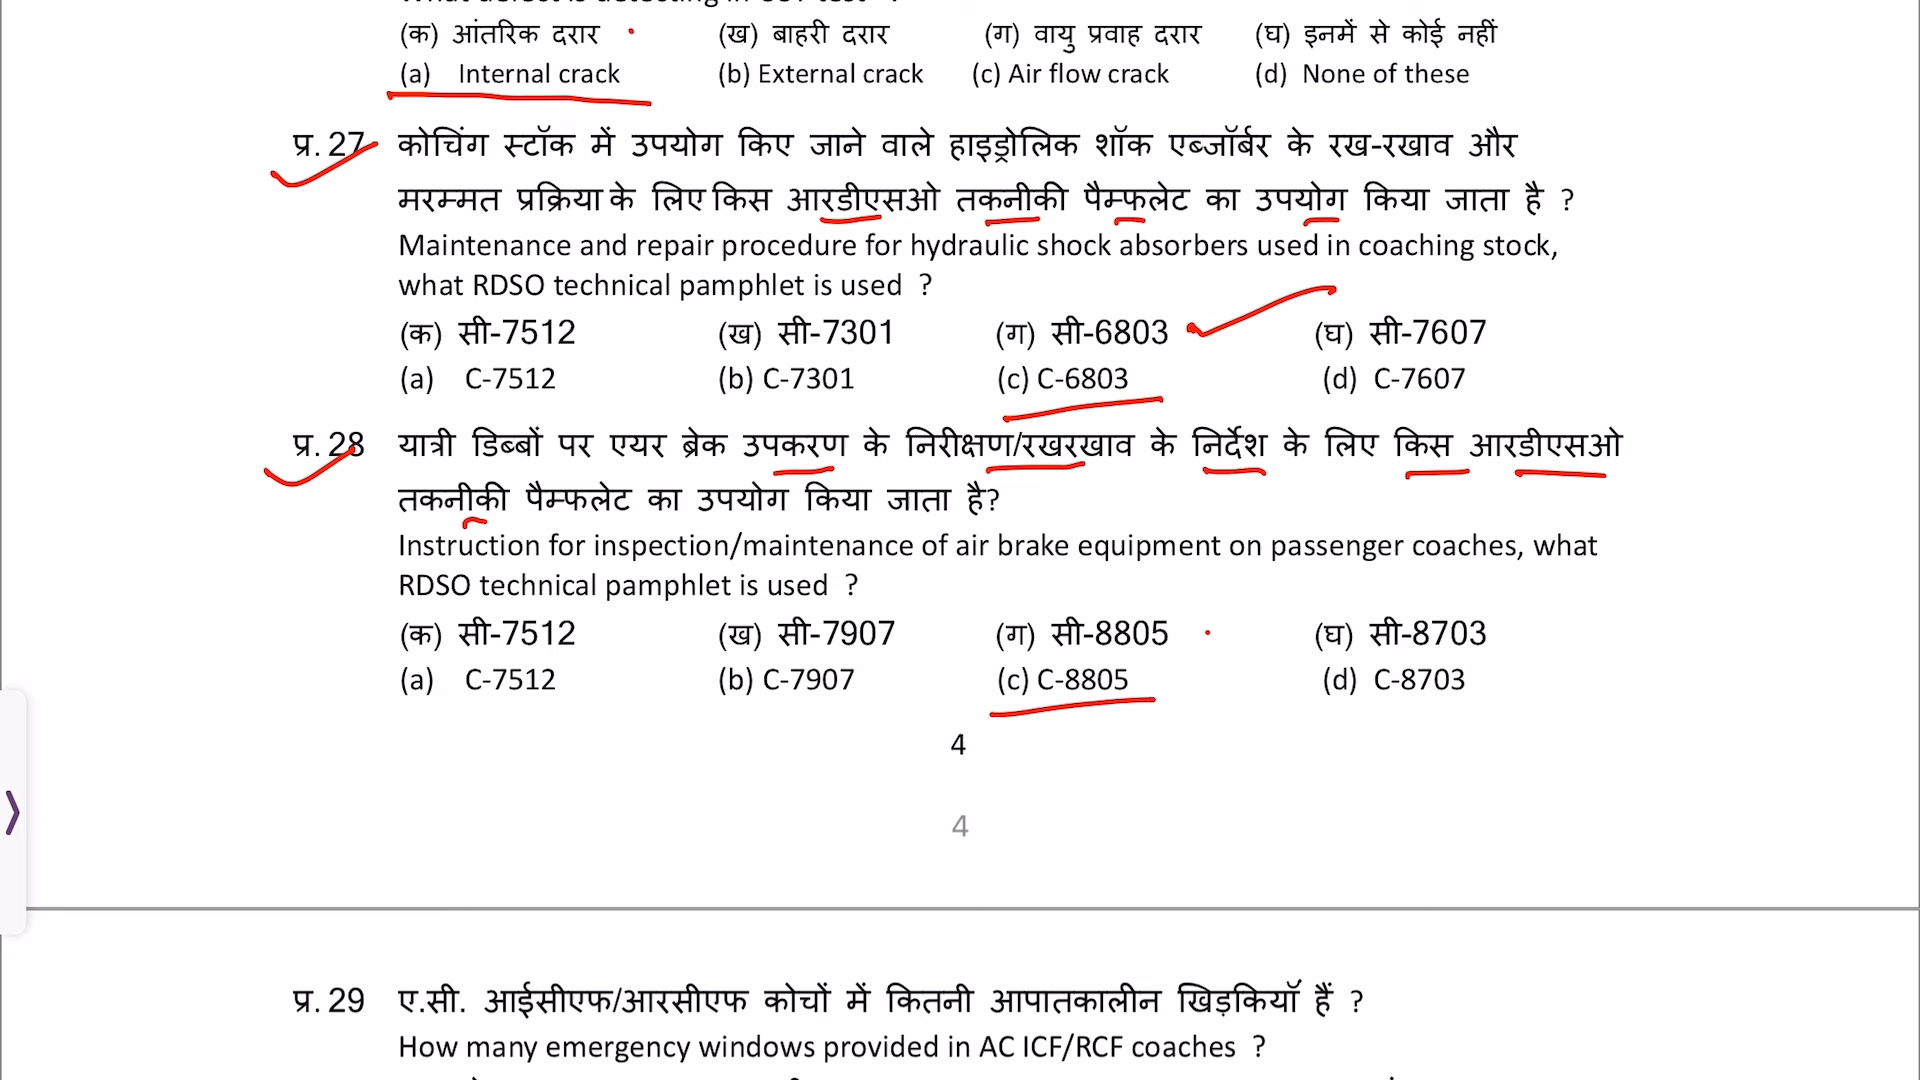 (क) आंतरिक दरार (ख) बाहरी दरार (ग) वायु प्रवाह दरार (घ) इनमें से कोई नहीं
(a) Internal crack (b) External crack (c) Air flow crack (d) None of these
प्र. 27 कोचिंग स्टॉक में उपयोग किए जाने वाले हाइड्रोलिक शॉक एब्जॉर्बर के रख-रखाव और
मरम्मत प्रक्रिया के लिए किस आरडीएसओ तकनीकी पैम्फलेट का उपयोग किया जाता है ?
Maintenance and repair procedure for hydraulic shock absorbers used in coaching stock,
what RDSO technical pamphlet is used ?
(क) सी-7512 (ख) सी-7301 (ग) सी-6803 (घ) सी-7607
(a) C-7512 (b) C-7301 (c) C-6803 (d) C-7607
प्र. 28 यात्री डिब्बों पर एयर ब्रेक उपकरण के निरीक्षण/रखरखाव के निर्देश के लिए किस आरडीएसओ
तकनीकी पैम्फलेट का उपयोग किया जाता है?
Instruction for inspection/maintenance of air brake equipment on passenger coaches, what
RDSO technical pamphlet is used ?
(क) सी-7512 (ख) सी-7907 (ग) सी-8805 (घ) सी-8703
(a) C-7512 (b) C-7907 (c) C-8805 (d) C-8703
4
4
प्र. 29 ए.सी. आईसीएफ/आरसीएफ कोचों में कितनी आपातकालीन खिड़कियॉ हैं ?
How many emergency windows provided in AC ICF/RCF coaches ?